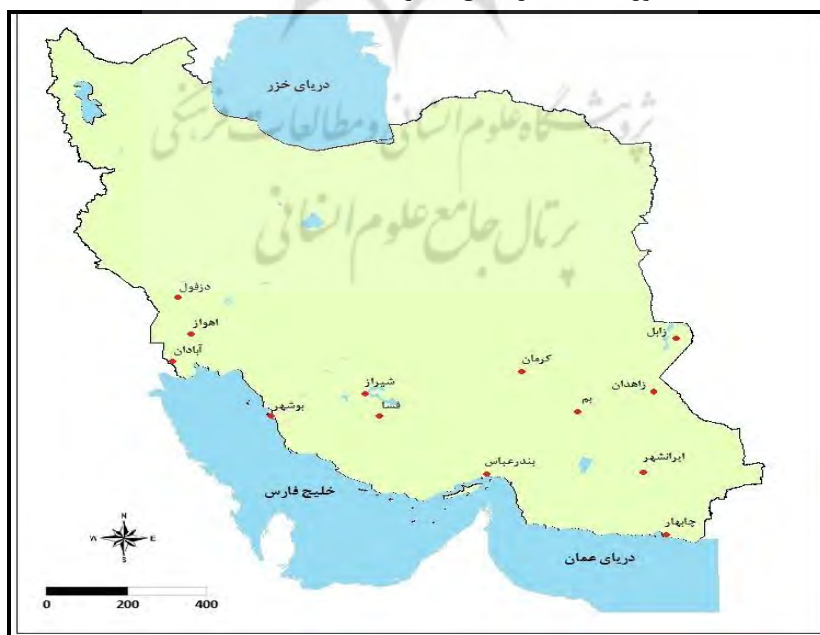 دریای خزر
پژوهشگاه علوم انسانی و مطالعات فرهنگی
پرتال جامع علوم انسانی
دزفول
اهواز
آبادان
زابل
کرمان
شیراز
زاهدان
فسا
بم
بوشهر
بندرعباس
ایرانشهر
خلیج فارس
چابهار
دریای عمان
N
W E
S
0 200 400